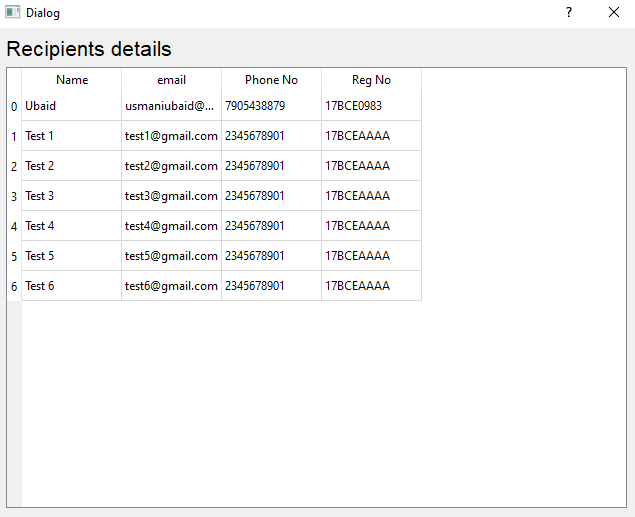 Dialog ?
Recipients details
Name email Phone No Reg No
0 Ubaid usmaniubaid@... 7905438879 17BCE0983
1 Test 1 test1@gmail.com 2345678901 17BCEAAAA
2 Test 2 test2@gmail.com 2345678901 17BCEAAAA
3 Test 3 test3@gmail.com 2345678901 17BCEAAAA
4 Test 4 test4@gmail.com 2345678901 17BCEAAAA
5 Test 5 test5@gmail.com 2345678901 17BCEAAAA
6 Test 6 test6@gmail.com 2345678901 17BCEAAAA